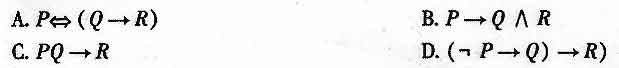 A. P⇔(Q→R) B. P→Q∧R
C. PQ→R D. (¬P→Q)→R)